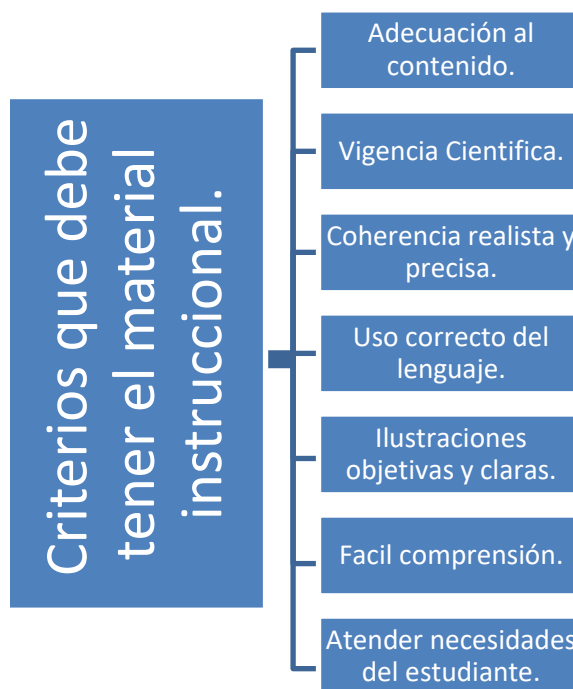 Criterios que debe
tener el material
instruccional.
Adecuación al
contenido.
Vigencia Cientifica.
Coherencia realista y
precisa.
Uso correcto del
lenguaje.
Ilustraciones
objetivas y claras.
Facil comprensión.
Atender necesidades
del estudiante.